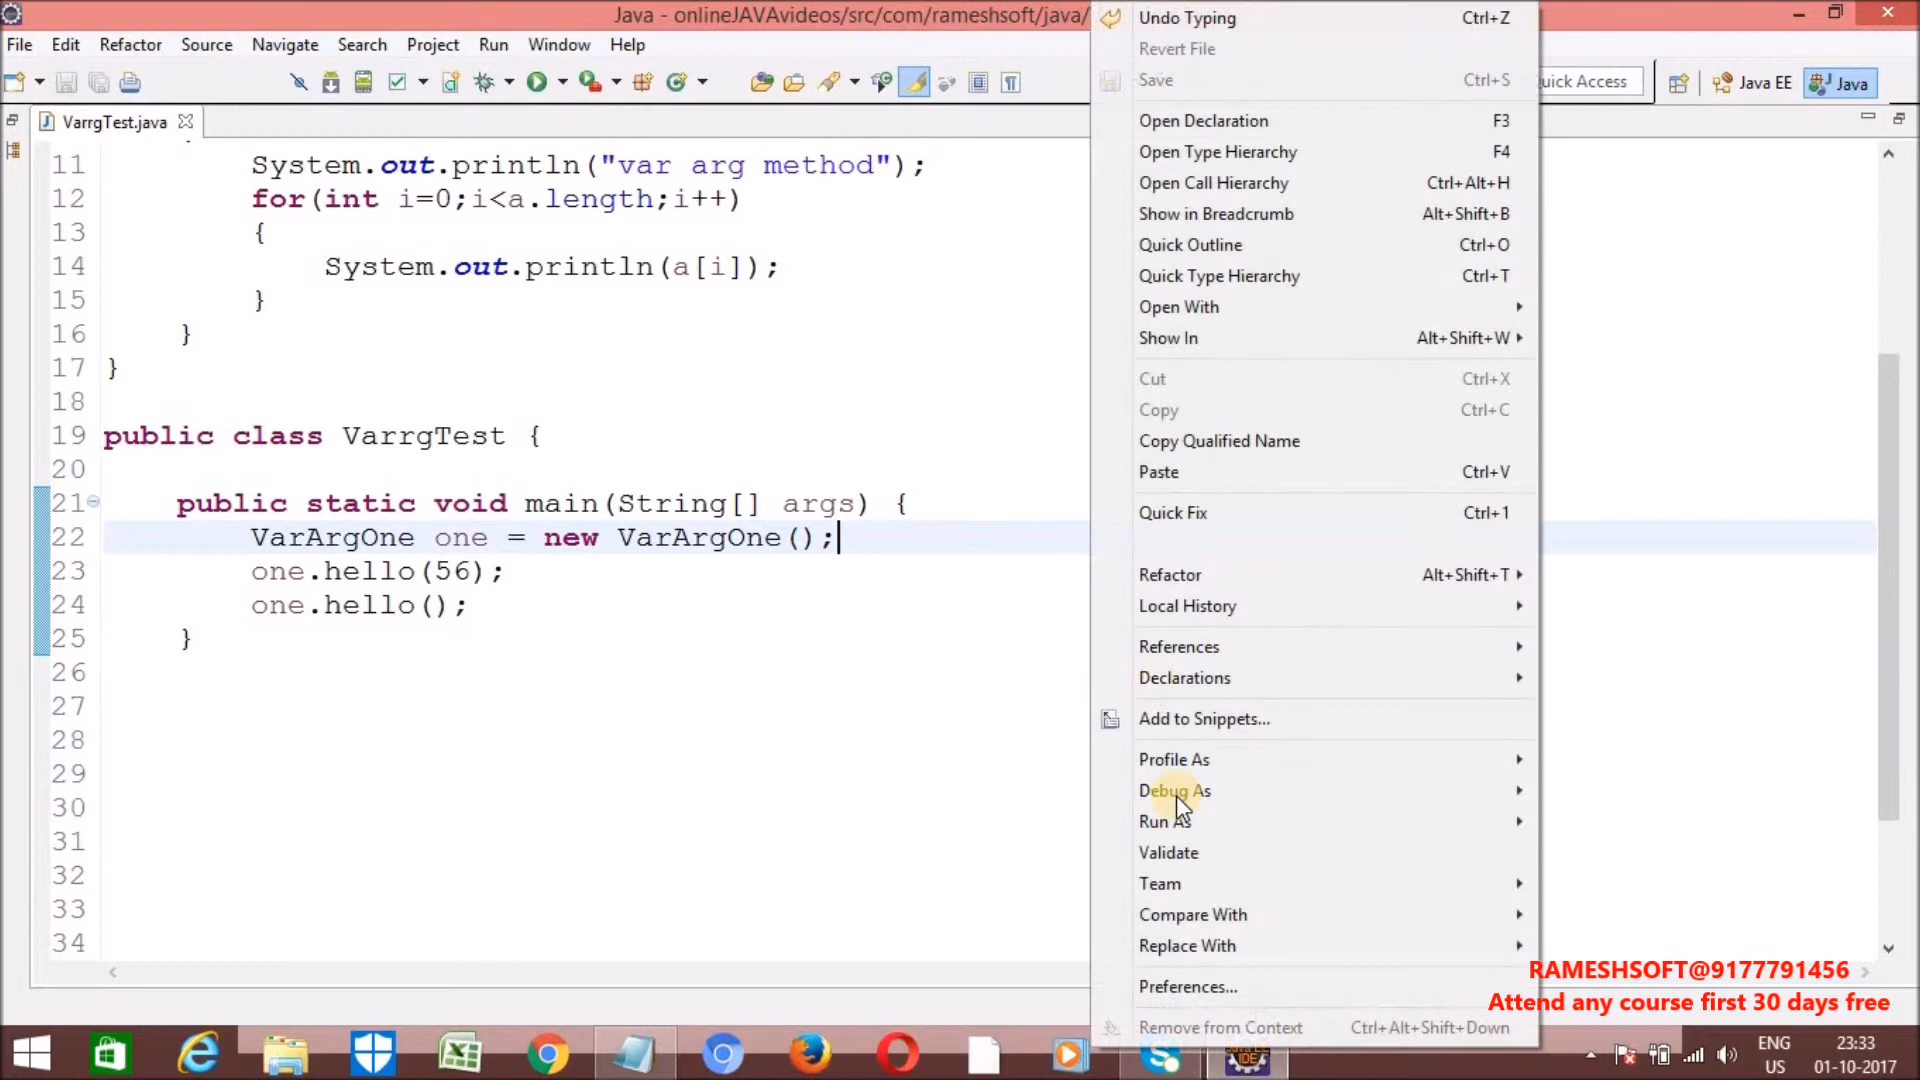 Java - onlineJAVAvideos/src/com/rameshsoft/java/
File Edit Refactor Source Navigate Search Project Run Window Help
uick Access
Java EE
Java
VarrgTest.java
11 System.out.println("var arg method");
12 for(int i=0;i<a.length;i++)
13 {
14 System.out.println(a[i]);
15 }
16 }
17 }
18
19 public class VarrgTest {
20
21 public static void main(String[] args) {
22 VarArgOne one = new VarArgOne();
23 one.hello(56);
24 one.hello();
25 }
26
27
28
29
30
31
32
33
34
Undo Typing Ctrl+Z
Revert File
Save Ctrl+S
Open Declaration F3
Open Type Hierarchy F4
Open Call Hierarchy Ctrl+Alt+H
Show in Breadcrumb Alt+Shift+B
Quick Outline Ctrl+O
Quick Type Hierarchy Ctrl+T
Open With
Show In Alt+Shift+W
Cut Ctrl+X
Copy Ctrl+C
Copy Qualified Name
Paste Ctrl+V
Quick Fix Ctrl+1
Refactor Alt+Shift+T
Local History
References
Declarations
Add to Snippets...
Profile As
Debug As
Run As
Validate
Team
Compare With
Replace With
Preferences...
Remove from Context Ctrl+Alt+Shift+Down
RAMESHSOFT@9177791456
Attend any course first 30 days free
Java EE
IDE
ENG
US
23:33
01-10-2017